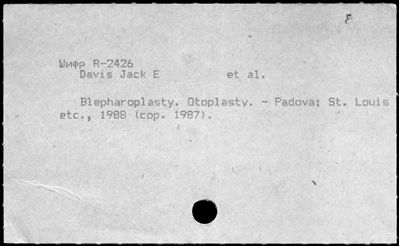 Шифр R-2426
Davis Jack E et al.
Blepharoplasty. Otoplasty. - Padova; St. Louis
etc., 1988 (cop. 1987).